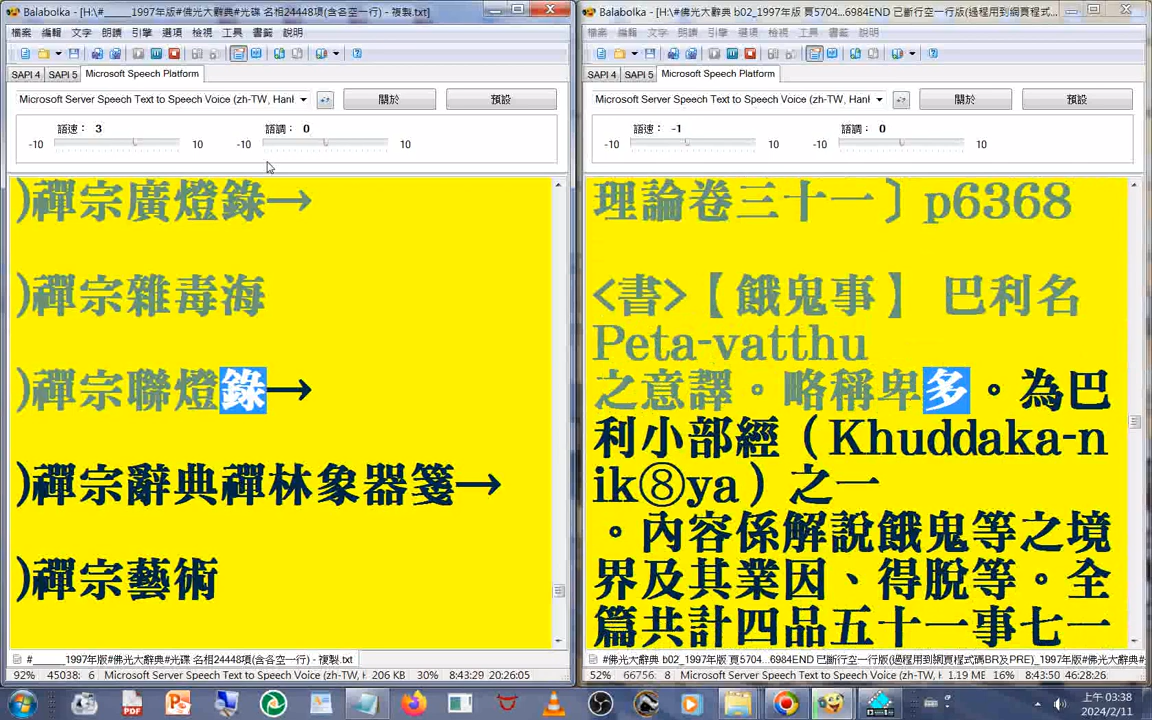 Balabolka - [H:\#_____1997年版#佛光大辭典#光碟 名相24448項(含各空一行) - 複製.txt]
檔案 編輯 文字 朗讀 引擎 選項 檢視 工具 書籤 說明
SAPI 4 SAPI 5 Microsoft Speech Platform
Microsoft Server Speech Text to Speech Voice (zh-TW, Hanl
關於 預設
語速： 3 語調： 0
-10 10 -10 10
)禪宗廣燈錄→
)禪宗雜毒海
)禪宗聯燈錄→
)禪宗辭典禪林象器箋→
)禪宗藝術
#_____1997年版#佛光大辭典#光碟 名相24448項(含各空一行) - 複製.txt
92% 45038: 6 Microsoft Server Speech Text to Speech Voice (zh-TW, H 206 KB 30% 8:43:29 20:26:05
Balabolka - [H:\#佛光大辭典 b02_1997年版 頁5704...6984END 已斷行空一行版(過程用到網頁程式...
檔案 編輯 文字 朗讀 引擎 選項 檢視 工具 書籤 說明
SAPI 4 SAPI 5 Microsoft Speech Platform
Microsoft Server Speech Text to Speech Voice (zh-TW, Hanl
關於 預設
語速： -1 語調： 0
-10 10 -10 10
理論卷三十一〕p6368
<書>【餓鬼事】 巴利名
Peta-vatthu
之意譯。略稱卑多。為巴
利小部經（Khuddaka-n
ik⑧ya）之一
。內容係解說餓鬼等之境
界及其業因、得脫等。全
篇共計四品五十一事七一
#佛光大辭典 b02_1997年版 頁5704...6984END 已斷行空一行版(過程用到網頁程式碼BR及PRE)_1997年版#佛光大辭典#
52% 66756: 8 Microsoft Server Speech Text to Speech Voice (zh-TW, H 1.19 MB 16% 8:43:50 46:28:26
上午 03:38
2024/2/11